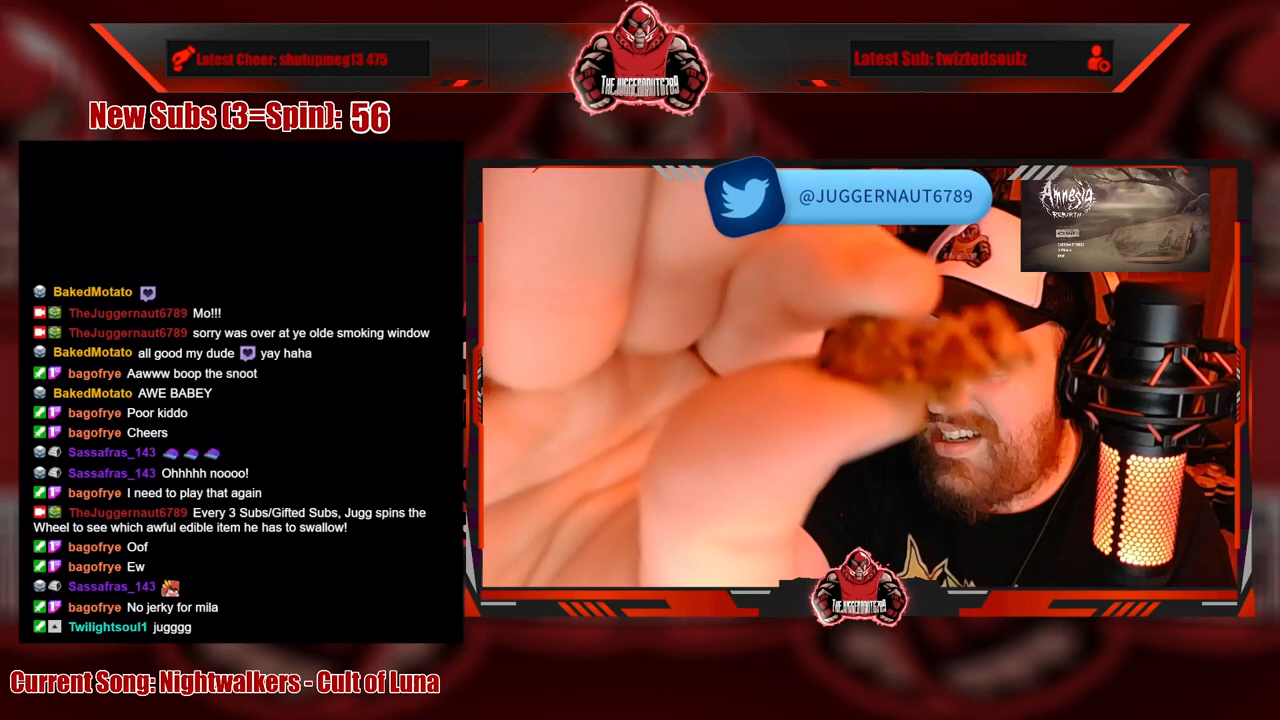 Latest Cheer: shutupmeg13 475
THEJUGGERNAUT6789
Latest Sub: twiztedsoulz
New Subs (3=Spin): 56
@JUGGERNAUT6789
Amnesia
REBIRTH
BakedMotato
TheJuggernaut6789 Mo!!!
TheJuggernaut6789 sorry was over at ye olde smoking window
BakedMotato all good my dude yay haha
bagofrye Aawww boop the snoot
BakedMotato AWE BABEY
bagofrye Poor kiddo
bagofrye Cheers
Sassafras_143
Sassafras_143 Ohhhhh noooo!
bagofrye I need to play that again
TheJuggernaut6789 Every 3 Subs/Gifted Subs, Jugg spins the
Wheel to see which awful edible item he has to swallow!
bagofrye Oof
bagofrye Ew
Sassafras_143
bagofrye No jerky for mila
Twilightsoul1 jugggg
THEJUGGERNAUT6789
Current Song: Nightwalkers - Cult of Luna